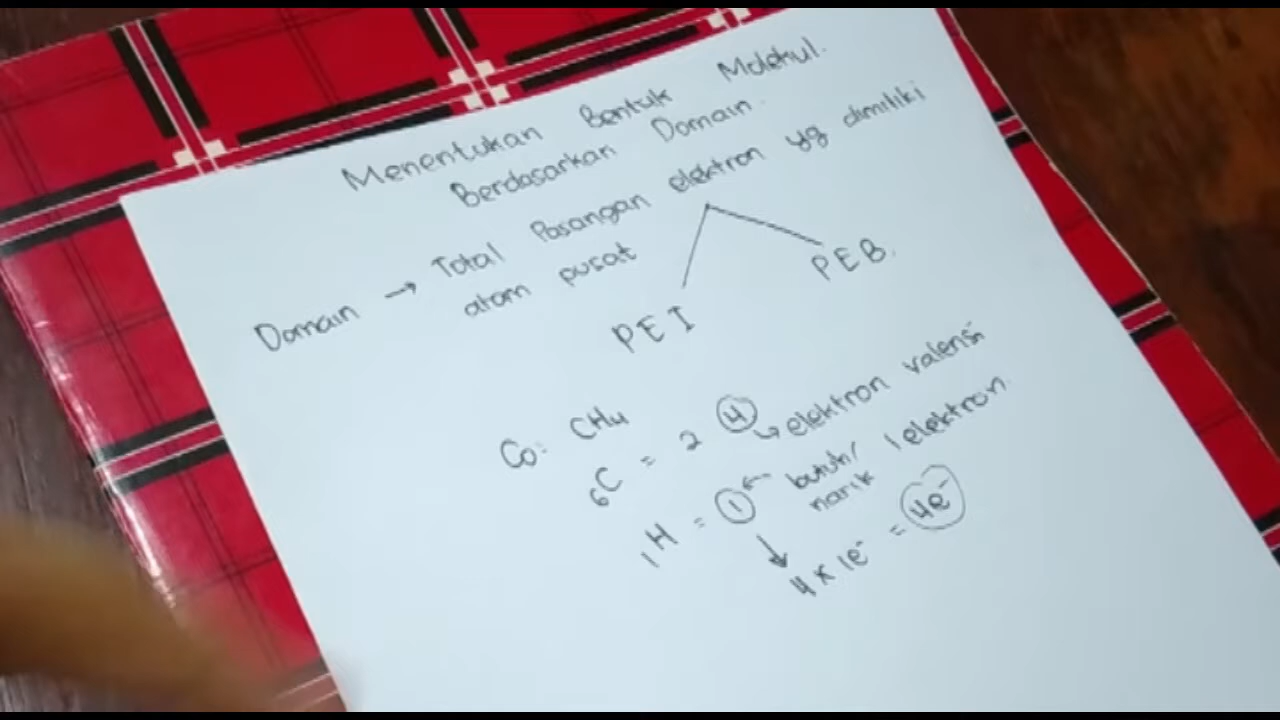 Menentukan Bentuk Molekul.
Berdasarkan Domain.
Domain → Total Pasangan elektron yg dimiliki
atom pusat
PEI PEB.
Co: CH4
6C = 2 4 ↳ elektron valensi
1H = 1 ← butuh/ narik 1 elektron.
↓
4 x 1e⁻ = 4e⁻